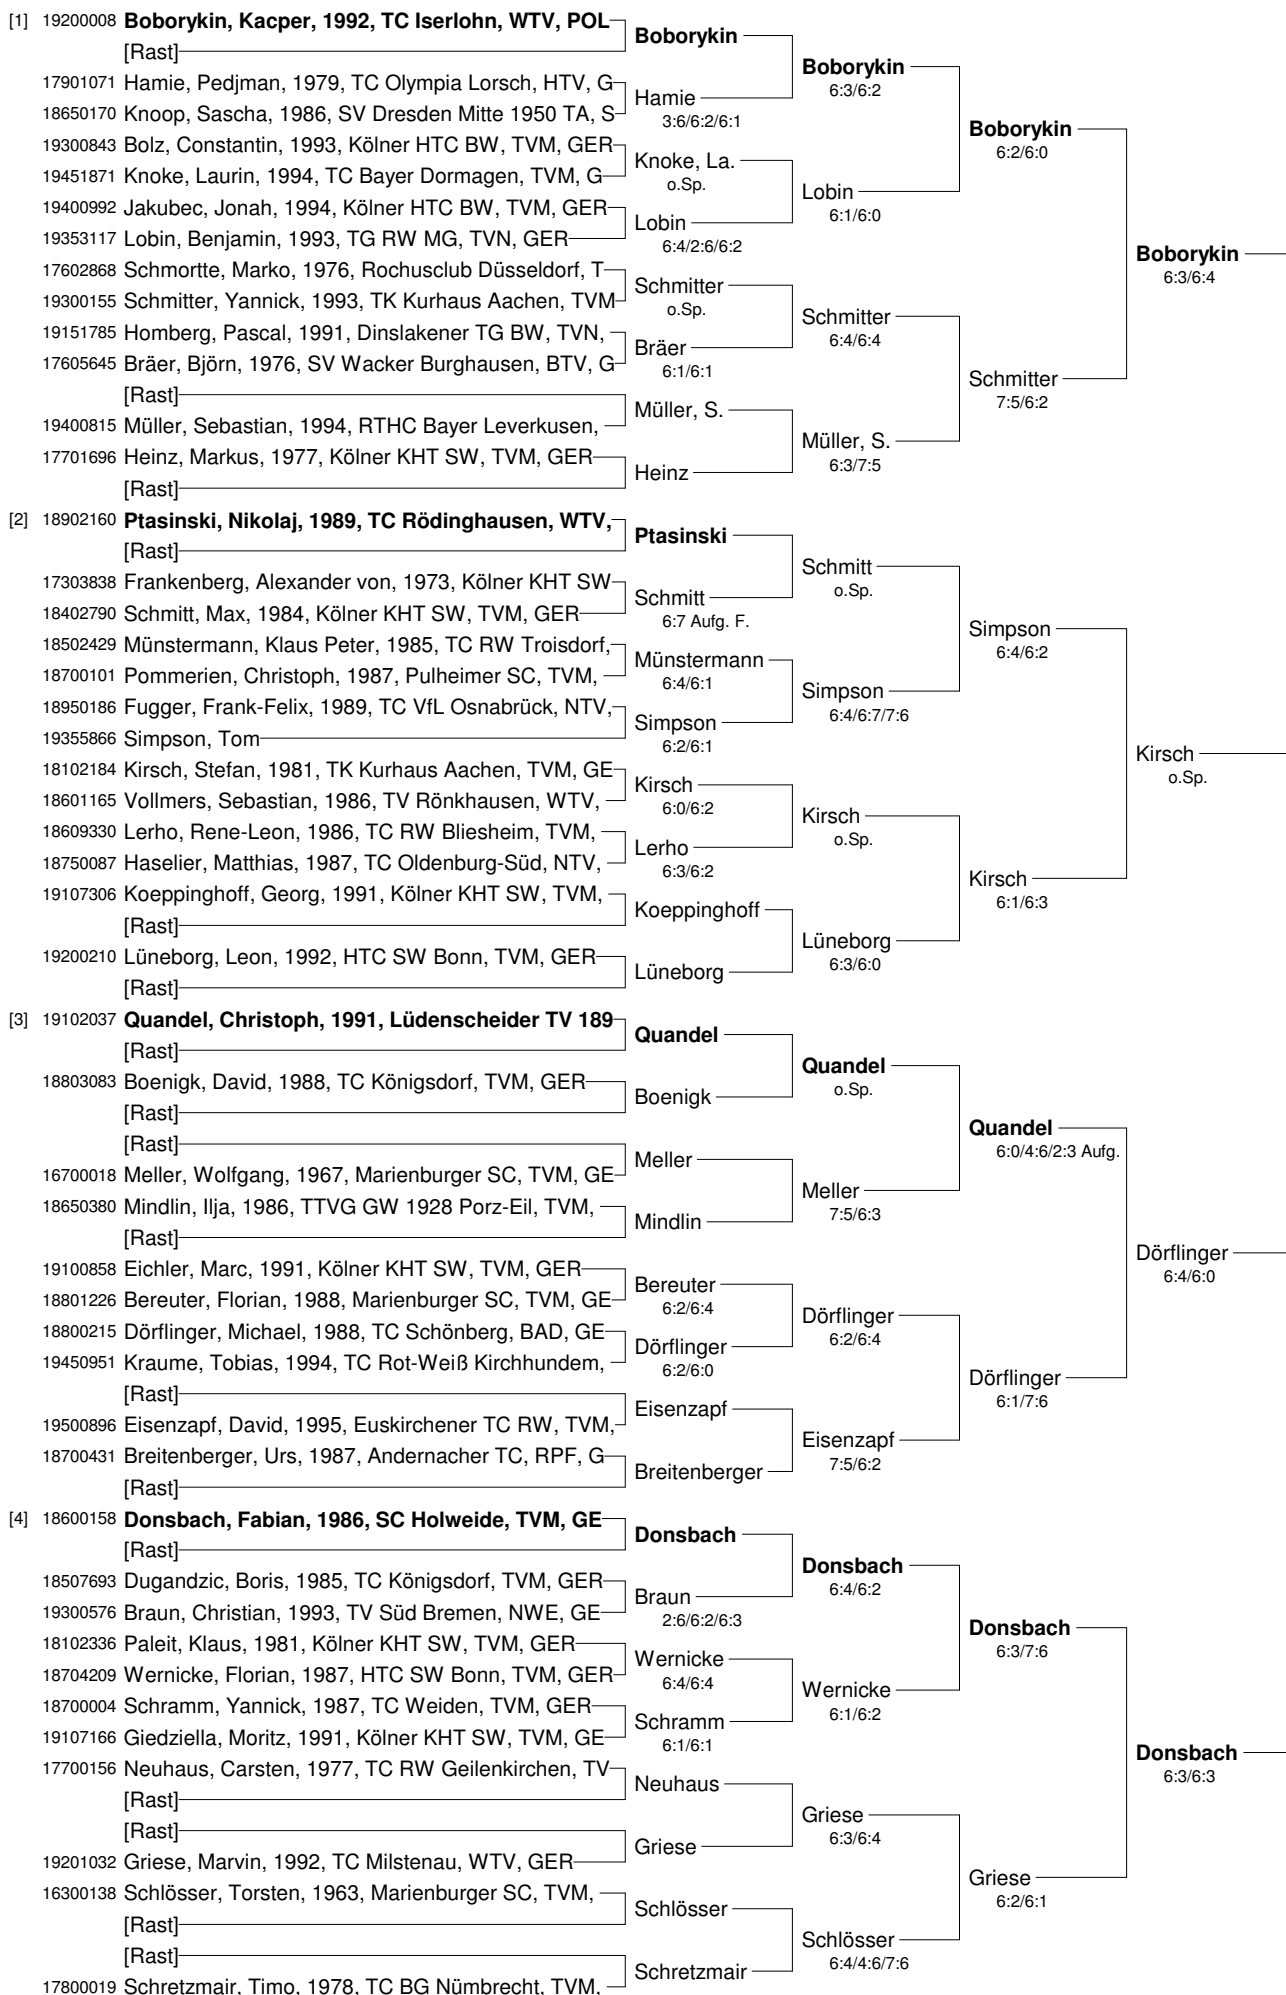 [1] 19200008 Boborykin, Kacper, 1992, TC Iserlohn, WTV, POL
Boborykin
[Rast]
Boborykin
6:3/6:2
17901071 Hamie, Pedjman, 1979, TC Olympia Lorsch, HTV, G
Hamie
3:6/6:2/6:1
18650170 Knoop, Sascha, 1986, SV Dresden Mitte 1950 TA, S
Boborykin
6:2/6:0
19300843 Bolz, Constantin, 1993, Kölner HTC BW, TVM, GER
Knoke, La.
o.Sp.
19451871 Knoke, Laurin, 1994, TC Bayer Dormagen, TVM, G
Lobin
6:1/6:0
19400992 Jakubec, Jonah, 1994, Kölner HTC BW, TVM, GER
Lobin
6:4/2:6/6:2
19353117 Lobin, Benjamin, 1993, TG RW MG, TVN, GER
Boborykin
6:3/6:4
17602868 Schmortte, Marko, 1976, Rochusclub Düsseldorf, T
Schmitter
o.Sp.
19300155 Schmitter, Yannick, 1993, TK Kurhaus Aachen, TVM
Schmitter
6:4/6:4
19151785 Homberg, Pascal, 1991, Dinslakener TG BW, TVN,
Bräer
6:1/6:1
17605645 Bräer, Björn, 1976, SV Wacker Burghausen, BTV, G
Schmitter
7:5/6:2
[Rast]
Müller, S.
19400815 Müller, Sebastian, 1994, RTHC Bayer Leverkusen,
Müller, S.
6:3/7:5
17701696 Heinz, Markus, 1977, Kölner KHT SW, TVM, GER
Heinz
[Rast]
[2] 18902160 Ptasinski, Nikolaj, 1989, TC Rödinghausen, WTV,
Ptasinski
[Rast]
Schmitt
o.Sp.
17303838 Frankenberg, Alexander von, 1973, Kölner KHT SW
Schmitt
6:7 Aufg. F.
18402790 Schmitt, Max, 1984, Kölner KHT SW, TVM, GER
Simpson
6:4/6:2
18502429 Münstermann, Klaus Peter, 1985, TC RW Troisdorf,
Münstermann
6:4/6:1
18700101 Pommerien, Christoph, 1987, Pulheimer SC, TVM,
Simpson
6:4/6:7/7:6
18950186 Fugger, Frank-Felix, 1989, TC VfL Osnabrück, NTV,
Simpson
6:2/6:1
19355866 Simpson, Tom
Kirsch
o.Sp.
18102184 Kirsch, Stefan, 1981, TK Kurhaus Aachen, TVM, GE
Kirsch
6:0/6:2
18601165 Vollmers, Sebastian, 1986, TV Rönkhausen, WTV,
Kirsch
o.Sp.
18609330 Lerho, Rene-Leon, 1986, TC RW Bliesheim, TVM,
Lerho
6:3/6:2
18750087 Haselier, Matthias, 1987, TC Oldenburg-Süd, NTV,
Kirsch
6:1/6:3
19107306 Koeppinghoff, Georg, 1991, Kölner KHT SW, TVM,
Koeppinghoff
[Rast]
Lüneborg
6:3/6:0
19200210 Lüneborg, Leon, 1992, HTC SW Bonn, TVM, GER
Lüneborg
[Rast]
[3] 19102037 Quandel, Christoph, 1991, Lüdenscheider TV 189
Quandel
[Rast]
Quandel
o.Sp.
18803083 Boenigk, David, 1988, TC Königsdorf, TVM, GER
Boenigk
[Rast]
Quandel
6:0/4:6/2:3 Aufg.
[Rast]
Meller
16700018 Meller, Wolfgang, 1967, Marienburger SC, TVM, GE
Meller
7:5/6:3
18650380 Mindlin, Ilja, 1986, TTVG GW 1928 Porz-Eil, TVM,
Mindlin
[Rast]
Dörflinger
6:4/6:0
19100858 Eichler, Marc, 1991, Kölner KHT SW, TVM, GER
Bereuter
6:2/6:4
18801226 Bereuter, Florian, 1988, Marienburger SC, TVM, GE
Dörflinger
6:2/6:4
18800215 Dörflinger, Michael, 1988, TC Schönberg, BAD, GE
Dörflinger
6:2/6:0
19450951 Kraume, Tobias, 1994, TC Rot-Weiß Kirchhundem,
Dörflinger
6:1/7:6
[Rast]
Eisenzapf
19500896 Eisenzapf, David, 1995, Euskirchener TC RW, TVM,
Eisenzapf
7:5/6:2
18700431 Breitenberger, Urs, 1987, Andernacher TC, RPF, G
Breitenberger
[Rast]
[4] 18600158 Donsbach, Fabian, 1986, SC Holweide, TVM, GE
Donsbach
[Rast]
Donsbach
6:4/6:2
18507693 Dugandzic, Boris, 1985, TC Königsdorf, TVM, GER
Braun
2:6/6:2/6:3
19300576 Braun, Christian, 1993, TV Süd Bremen, NWE, GE
Donsbach
6:3/7:6
18102336 Paleit, Klaus, 1981, Kölner KHT SW, TVM, GER
Wernicke
6:4/6:4
18704209 Wernicke, Florian, 1987, HTC SW Bonn, TVM, GER
Wernicke
6:1/6:2
18700004 Schramm, Yannick, 1987, TC Weiden, TVM, GER
Schramm
6:1/6:1
19107166 Giedziella, Moritz, 1991, Kölner KHT SW, TVM, GE
Donsbach
6:3/6:3
17700156 Neuhaus, Carsten, 1977, TC RW Geilenkirchen, TV
Neuhaus
[Rast]
Griese
6:3/6:4
[Rast]
Griese
19201032 Griese, Marvin, 1992, TC Milstenau, WTV, GER
Griese
6:2/6:1
16300138 Schlösser, Torsten, 1963, Marienburger SC, TVM,
Schlösser
[Rast]
Schlösser
6:4/4:6/7:6
[Rast]
Schretzmair
17800019 Schretzmair, Timo, 1978, TC BG Nümbrecht, TVM,